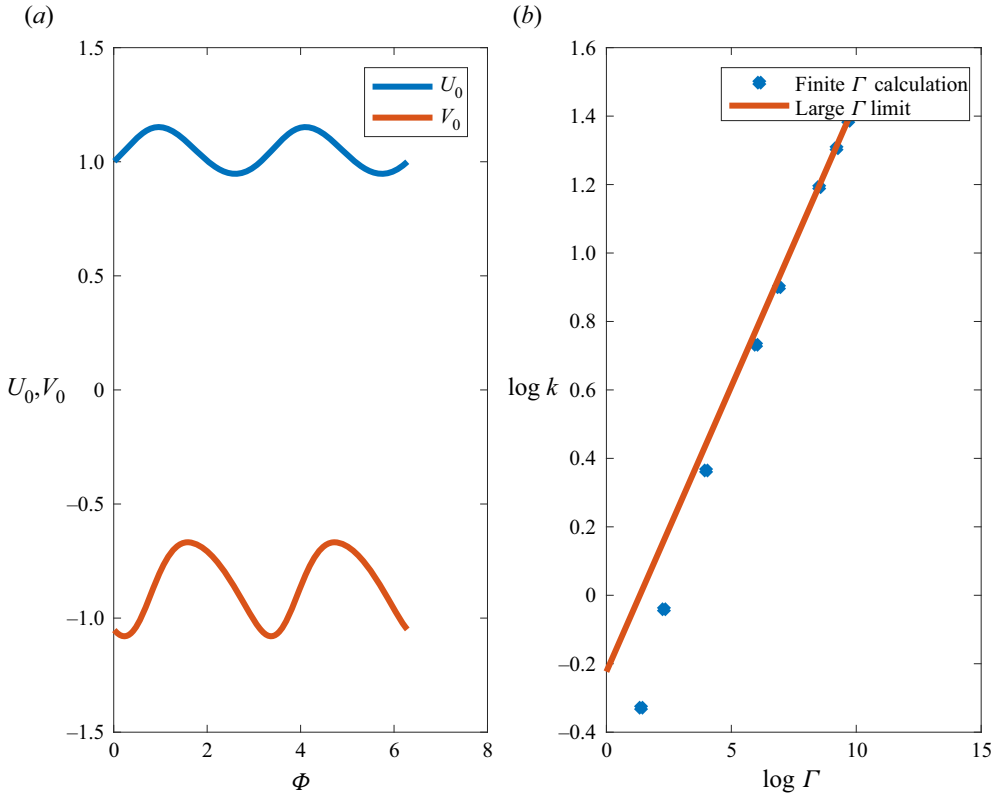 (a)
(b)
1.5
1.0
0.5
0
–0.5
–1.0
–1.5
U0,V0
U0
V0
0
2
4
6
8
Φ
1.6
1.4
1.2
1.0
0.8
0.6
0.4
0.2
0
–0.2
–0.4
log k
Finite Γ calculation
Large Γ limit
0
5
10
15
log Γ